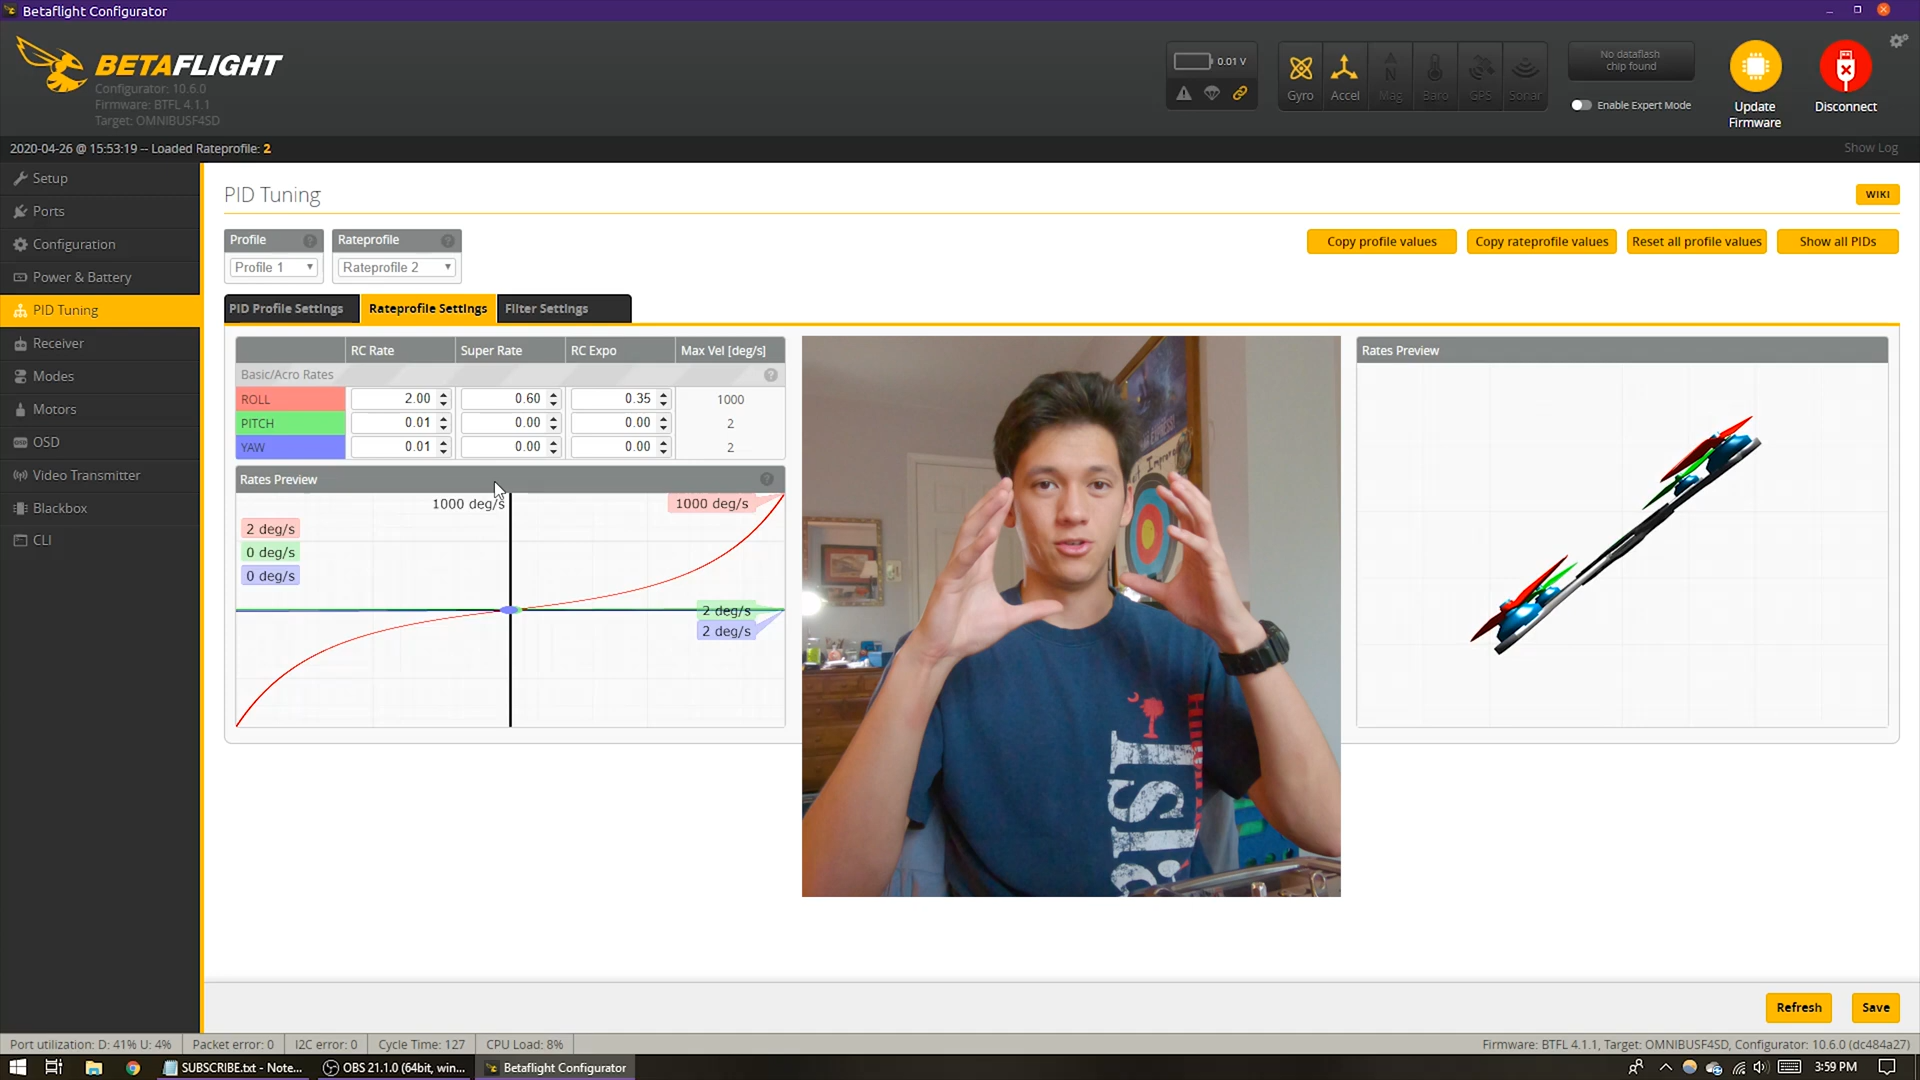 Betaflight Configurator
BETAFLIGHT
Configurator: 10.6.0
Firmware: BTFL 4.1.1
Target: OMNIBUSF4SD
0.01 V
Gyro
Accel
Mag
Baro
GPS
Sonar
No dataflash
chip found
Enable Expert Mode
Update
Firmware
Disconnect
2020-04-26 @ 15:53:19 -- Loaded Rateprofile: 2
Show Log
Setup
Ports
Configuration
Power & Battery
PID Tuning
Receiver
Modes
Motors
OSD
Video Transmitter
Blackbox
CLI
PID Tuning
WIKI
Profile
Rateprofile
Profile 1
Rateprofile 2
Copy profile values
Copy rateprofile values
Reset all profile values
Show all PIDs
PID Profile Settings
Rateprofile Settings
Filter Settings
RC Rate Super Rate RC Expo Max Vel [deg/s]
Basic/Acro Rates
ROLL 2.00 0.60 0.35 1000
PITCH 0.01 0.00 0.00 2
YAW 0.01 0.00 0.00 2
Rates Preview
1000 deg/s
1000 deg/s
2 deg/s
0 deg/s
0 deg/s
2 deg/s
2 deg/s
Rates Preview
Refresh
Save
Port utilization: D: 41% U: 4%
Packet error: 0
I2C error: 0
Cycle Time: 127
CPU Load: 8%
Firmware: BTFL 4.1.1, Target: OMNIBUSF4SD, Configurator: 10.6.0 (dc484a27)
SUBSCRIBE.txt - Note...
OBS 21.1.0 (64bit, win...
Betaflight Configurator
3:59 PM